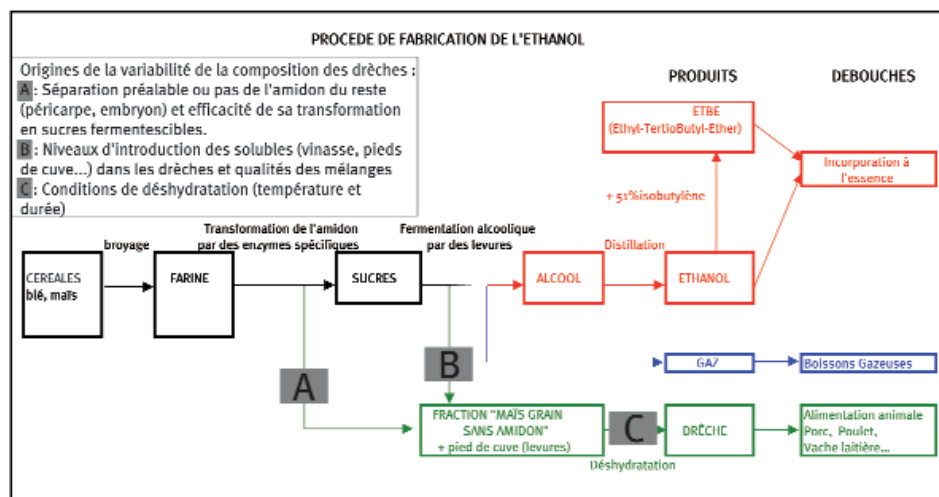 PROCEDE DE FABRICATION DE L'ETHANOL
Origines de la variabilité de la composition des drèches :
A : Séparation préalable ou pas de l'amidon du reste
(péricarpe, embryon) et efficacité de sa transformation
en sucres fermentescibles.
B : Niveaux d'introduction des solubles (vinasse, pieds
de cuve...) dans les drèches et qualités des mélanges
C : Conditions de déshydratation (température et
durée)
PRODUITS
DEBOUCHES
ETBE
(Ethyl-TertioButyl-Ether)
Incorporation à
l'essence
+ 51%isobutylène
broyage
Transformation de l'amidon
par des enzymes spécifiques
Fermentation alcoolique
par des levures
Distillation
CEREALES
blé, maïs
FARINE
SUCRES
ALCOOL
ETHANOL
A
B
GAZ
Boissons Gazeuses
FRACTION "MAÏS GRAIN
SANS AMIDON"
+ pied de cuve (levures)
C
Déshydratation
DRÊCHE
Alimentation animale
Porc, Poulet,
Vache laitière...